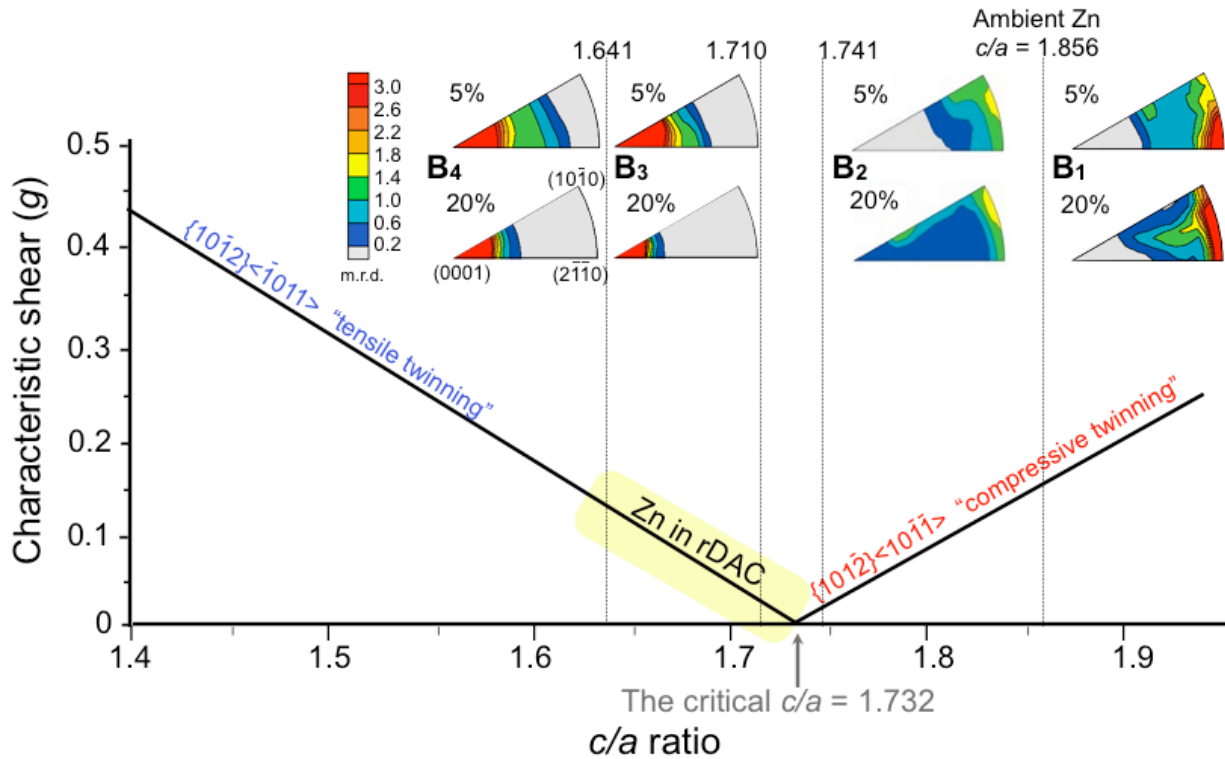 Ambient Zn
c/a = 1.856
1.641
1.710
1.741
3.0
2.6
2.2
1.8
1.4
1.0
0.6
0.2
m.r.d.
5%
5%
5%
5%
B4
B3
B2
B1
20%
20%
20%
20%
(101̄0)
(0001)
(21̄1̄0)
Characteristic shear (g)
0.5
0.4
0.3
0.2
0.1
0
{101̄2}<1̄011> “tensile twinning”
Zn in rDAC
{101̄2}<101̄1̄> “compressive twinning”
1.4
1.5
1.6
1.7
1.8
1.9
The critical c/a = 1.732
c/a ratio